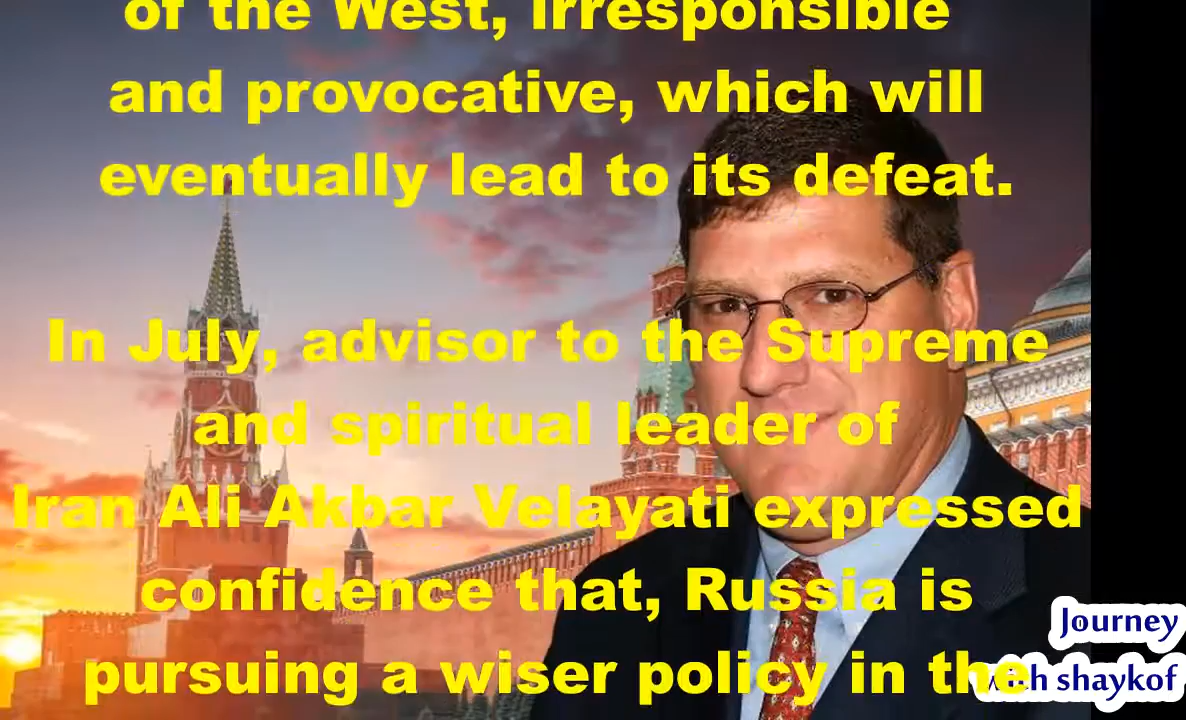 of the West, irresponsible
and provocative, which will
eventually lead to its defeat.
In July, advisor to the Supreme
and spiritual leader of
Iran Ali Akbar Velayati expressed
confidence that, Russia is
pursuing a wiser policy in the
Journey
with shaykof